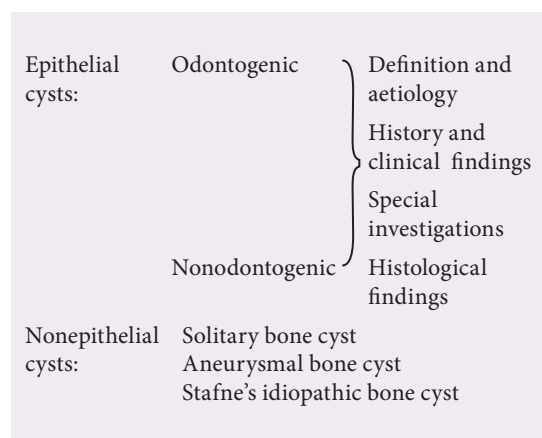 Epithelial cysts:
Odontogenic
Nonodontogenic
Definition and
aetiology
History and
clinical findings
Special
investigations
Histological
findings
Nonepithelial cysts:
Solitary bone cyst
Aneurysmal bone cyst
Stafne's idiopathic bone cyst